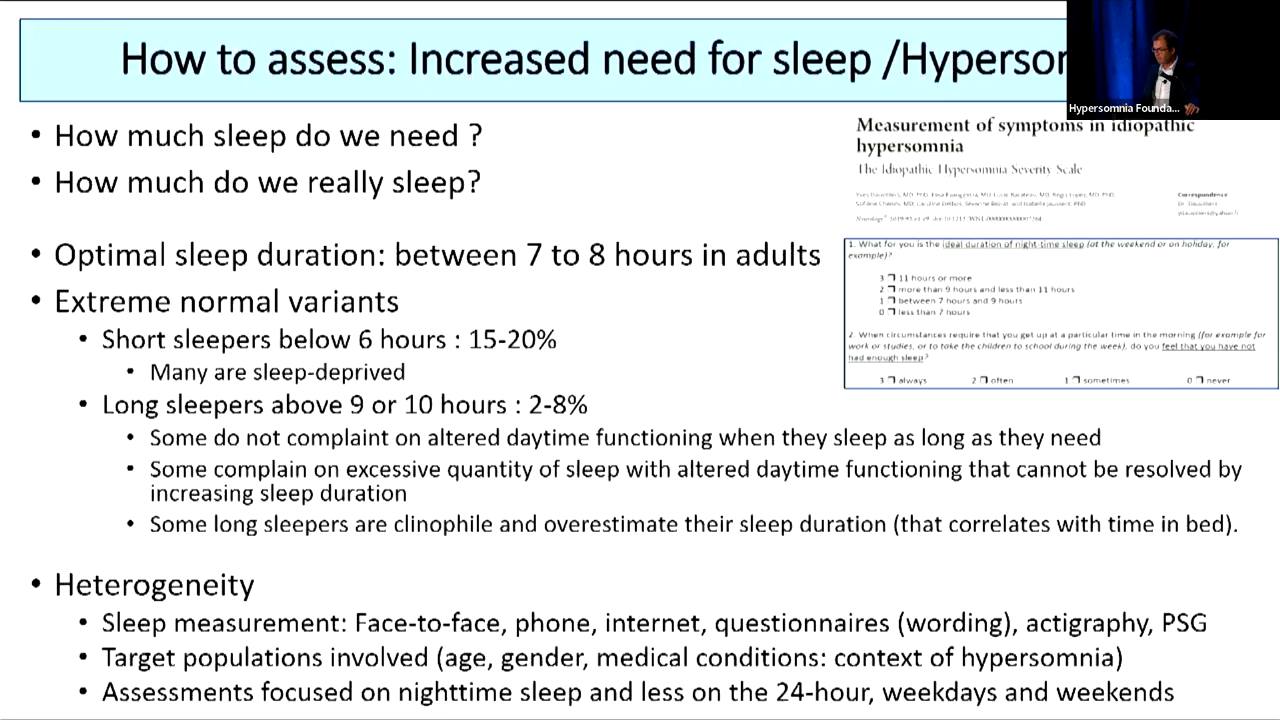 How to assess: Increased need for sleep /Hyperso
Hypersomnia Founda...
• How much sleep do we need ?
• How much do we really sleep?
• Optimal sleep duration: between 7 to 8 hours in adults
• Extreme normal variants
• Short sleepers below 6 hours : 15-20%
• Many are sleep-deprived
• Long sleepers above 9 or 10 hours : 2-8%
• Some do not complaint on altered daytime functioning when they sleep as long as they need
• Some complain on excessive quantity of sleep with altered daytime functioning that cannot be resolved by
increasing sleep duration
• Some long sleepers are clinophile and overestimate their sleep duration (that correlates with time in bed).
• Heterogeneity
• Sleep measurement: Face-to-face, phone, internet, questionnaires (wording), actigraphy, PSG
• Target populations involved (age, gender, medical conditions: context of hypersomnia)
• Assessments focused on nighttime sleep and less on the 24-hour, weekdays and weekends
Measurement of symptoms in idiopathic
hypersomnia
The Idiopathic Hypersomnia Severity Scale
Correspondence
1. What for you is the ideal duration of night-time sleep (at the weekend or on holiday, for
example)?
3 ❒ 11 hours or more
2 ❒ more than 9 hours and less than 11 hours
1 ❒ between 7 hours and 9 hours
0 ❒ less than 7 hours
2. When circumstances require that you get up at a particular time in the morning (for example for
work or studies, or to take the children to school during the week), do you feel that you have not
had enough sleep?
3 ❒ always 2 ❒ often 1 ❒ sometimes 0 ❒ never